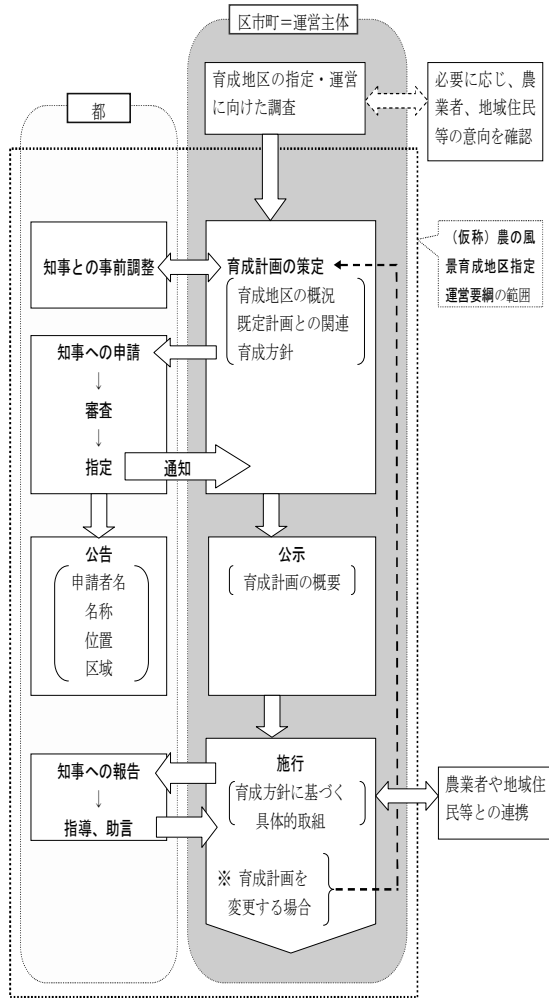 区市町＝運営主体
育成地区の指定・運営
に向けた調査
必要に応じ、農
業者、地域住民
等の意向を確認
都
（仮称）農の風
景育成地区指定
運営要綱の範囲
知事との事前調整
育成計画の策定
育成地区の概況
既定計画との関連
育成方針
知事への申請
↓
審査
↓
指定
通知
公告
申請者名
名称
位置
区域
公示
育成計画の概要
施行
育成方針に基づく
具体的取組
※ 育成計画を
変更する場合
知事への報告
↓
指導、助言
農業者や地域住
民等との連携